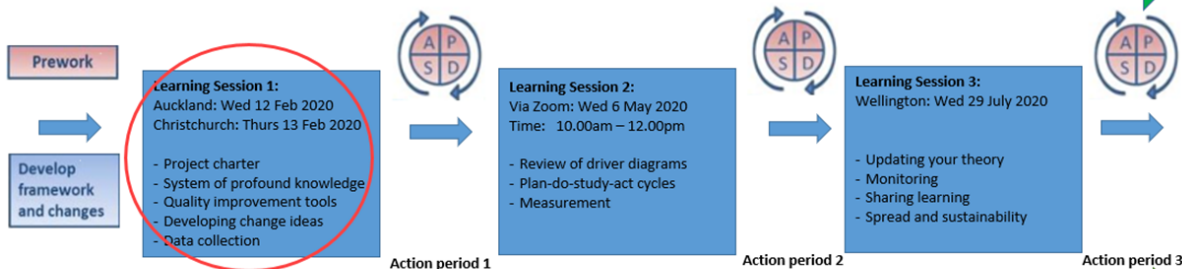 Prework
Develop
framework
and changes
Learning Session 1:
Auckland: Wed 12 Feb 2020
Christchurch: Thurs 13 Feb 2020
- Project charter
- System of profound knowledge
- Quality improvement tools
- Developing change ideas
- Data collection
A P
S D
Action period 1
Learning Session 2:
Via Zoom: Wed 6 May 2020
Time: 10.00am – 12.00pm
- Review of driver diagrams
- Plan-do-study-act cycles
- Measurement
A P
S D
Action period 2
Learning Session 3:
Wellington: Wed 29 July 2020
- Updating your theory
- Monitoring
- Sharing learning
- Spread and sustainability
A P
S D
Action period 3